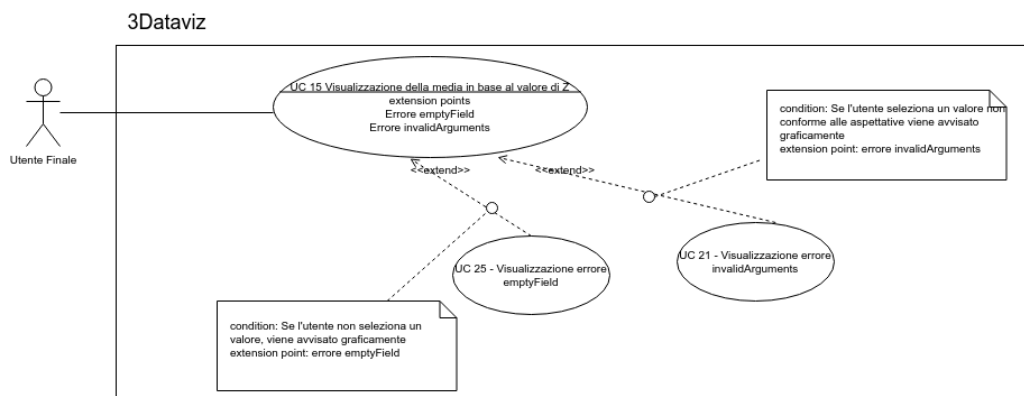 3Dataviz
UC 15 Visualizzazione della media in base al valore di Z
extension points
Errore emptyField
Errore invalidArguments
Utente Finale
condition: Se l'utente seleziona un valore non
conforme alle aspettative viene avvisato
graficamente
extension point: errore invalidArguments
<<extend>>
<<extend>>
UC 25 - Visualizzazione errore
emptyField
UC 21 - Visualizzazione errore
invalidArguments
condition: Se l'utente non seleziona un
valore, viene avvisato graficamente
extension point: errore emptyField